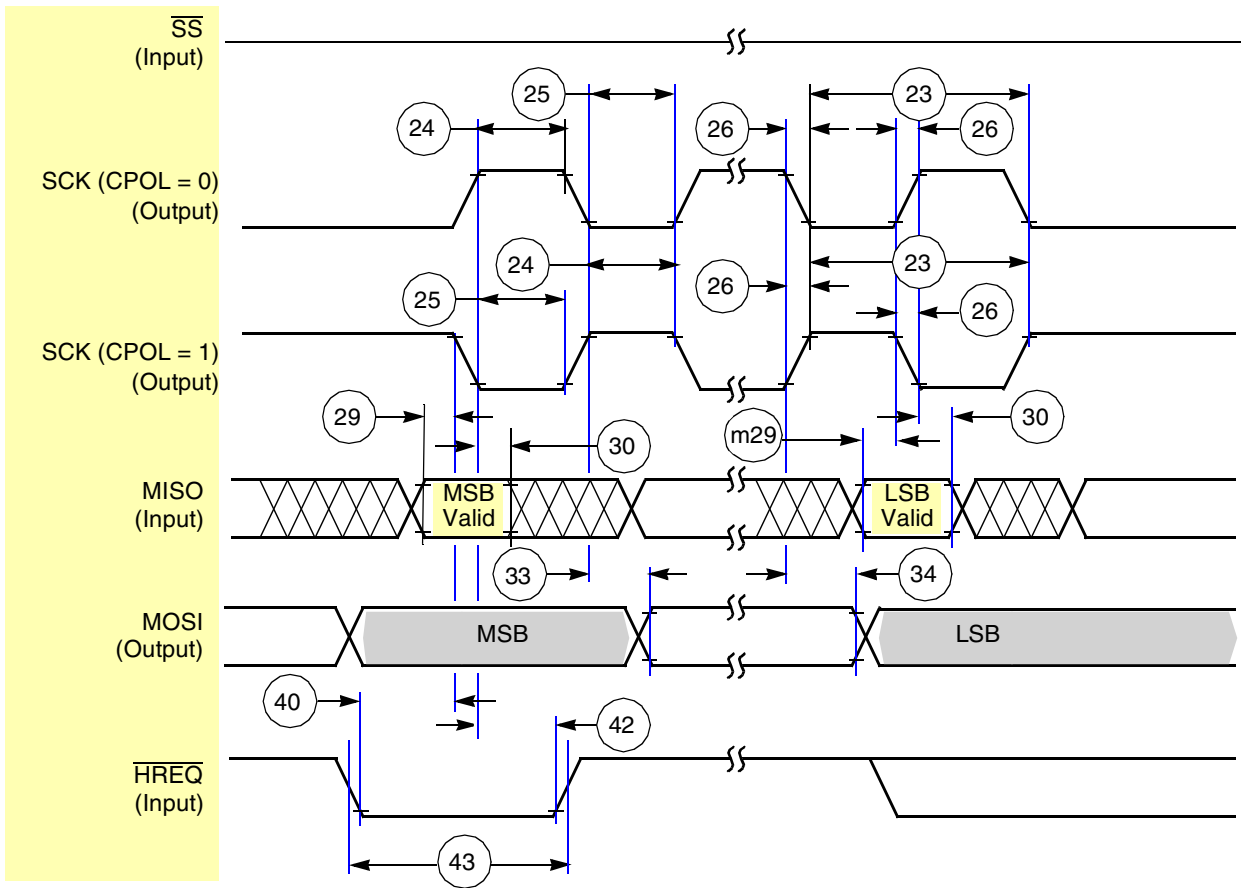 SS
(Input)
25
23
24
26
26
SCK (CPOL = 0)
(Output)
24
23
25
26
26
SCK (CPOL = 1)
(Output)
29
30
m29
30
MISO
(Input)
MSB
Valid
LSB
Valid
33
34
MOSI
(Output)
MSB
LSB
40
42
HREQ
(Input)
43